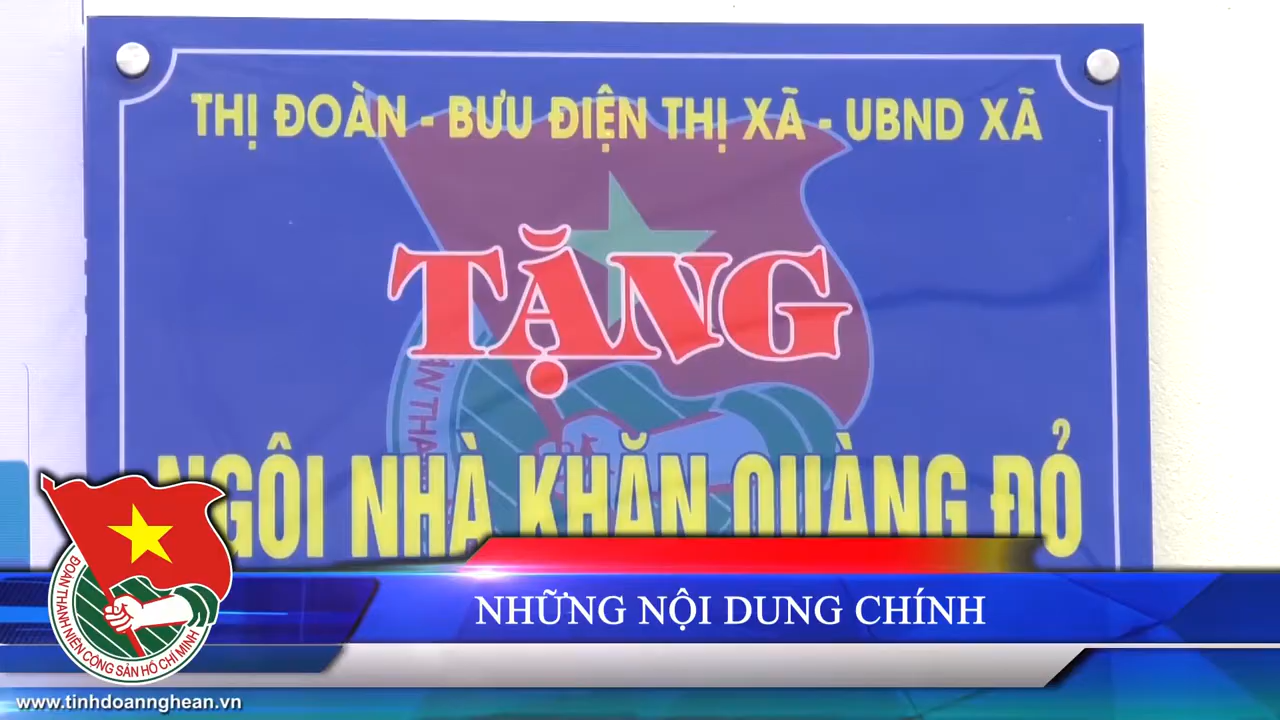 THỊ ĐOÀN - BƯU ĐIỆN THỊ XÃ - UBND XÃ
TẶNG
NGÔI NHÀ KHĂN QUÀNG ĐỎ
NHỮNG NỘI DUNG CHÍNH
ĐOÀN THANH NIÊN CỘNG SẢN HỒ CHÍ MINH
www.tinhdoannghean.vn